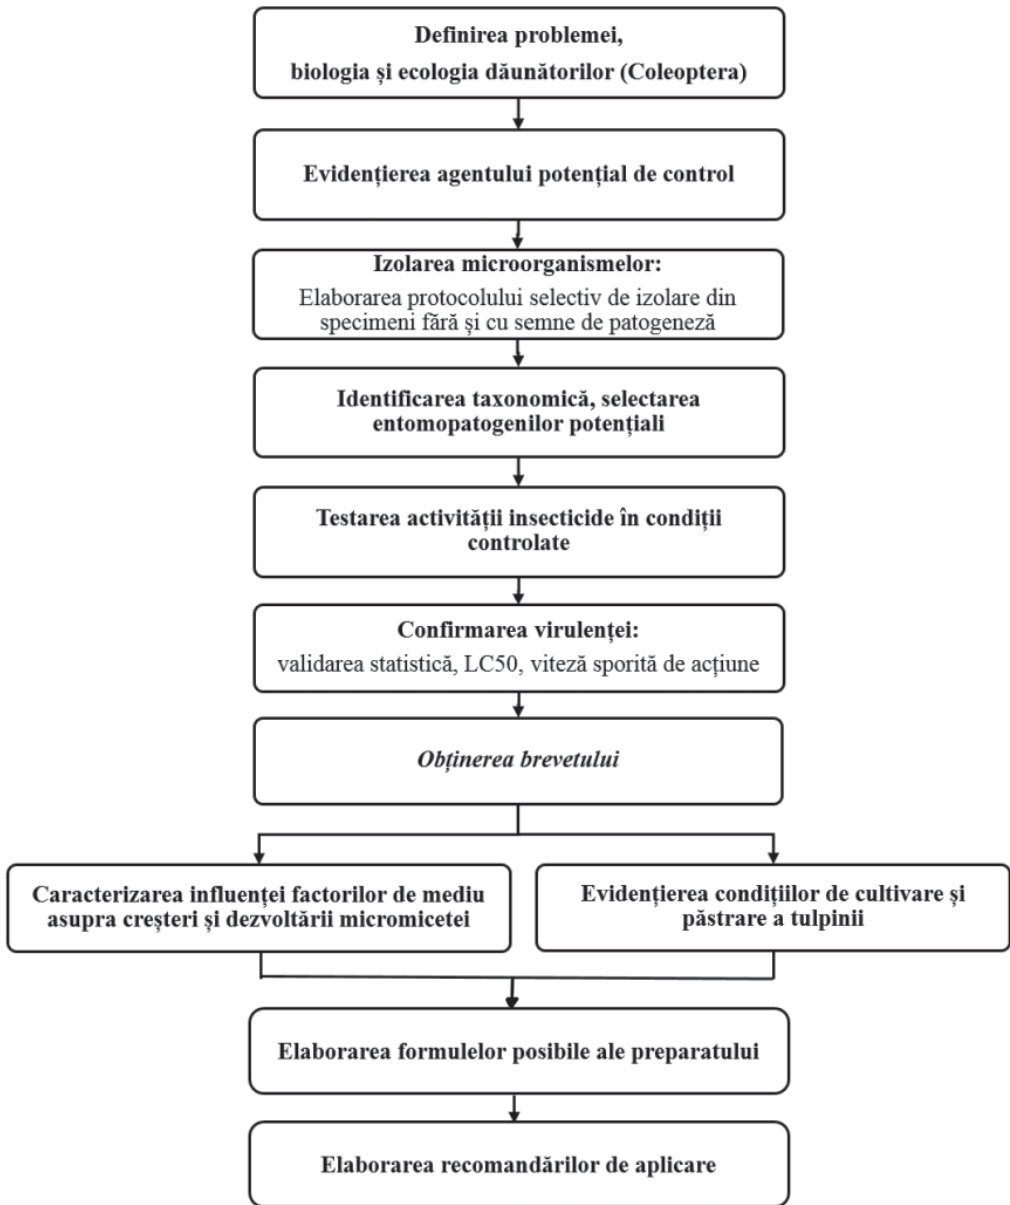 Definirea problemei,
biologia și ecologia dăunătorilor (Coleoptera)
Evidențierea agentului potențial de control
Izolarea microorganismelor:
Elaborarea protocolului selectiv de izolare din
specimeni fără și cu semne de patogeneză
Identificarea taxonomică, selectarea
entomopatogenilor potențiali
Testarea activității insecticide în condiții
controlate
Confirmarea virulenței:
validarea statistică, LC50, viteză sporită de acțiune
Obținerea brevetului
Caracterizarea influenței factorilor de mediu
asupra creșteri și dezvoltării micromicetei
Evidențierea condițiilor de cultivare și
păstrare a tulpinii
Elaborarea formulelor posibile ale preparatului
Elaborarea recomandărilor de aplicare